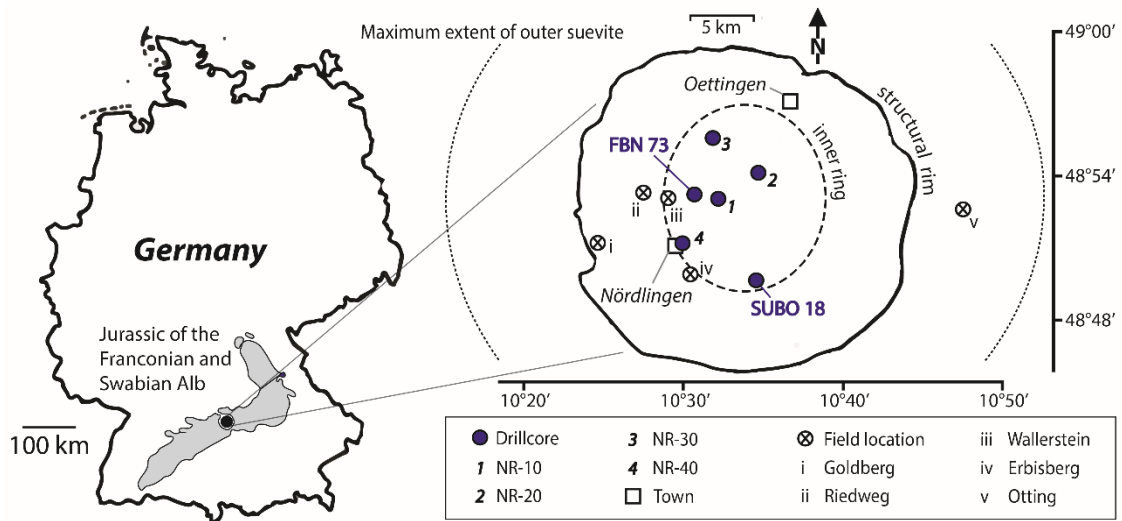 Maximum extent of outer suevite
5 km
N
49°00’
Oettingen
structural rim
inner ring
FBN 73
3
2
48°54’
1
ii
iii
v
Germany
i
4
iv
Nördlingen
SUBO 18
48°48’
Jurassic of the
Franconian and
Swabian Alb
100 km
10°20’
10°30’
10°40’
10°50’
Drillcore
3 NR-30
Field location
iii Wallerstein
1 NR-10
4 NR-40
i Goldberg
iv Erbisberg
2 NR-20
Town
ii Riedweg
v Otting